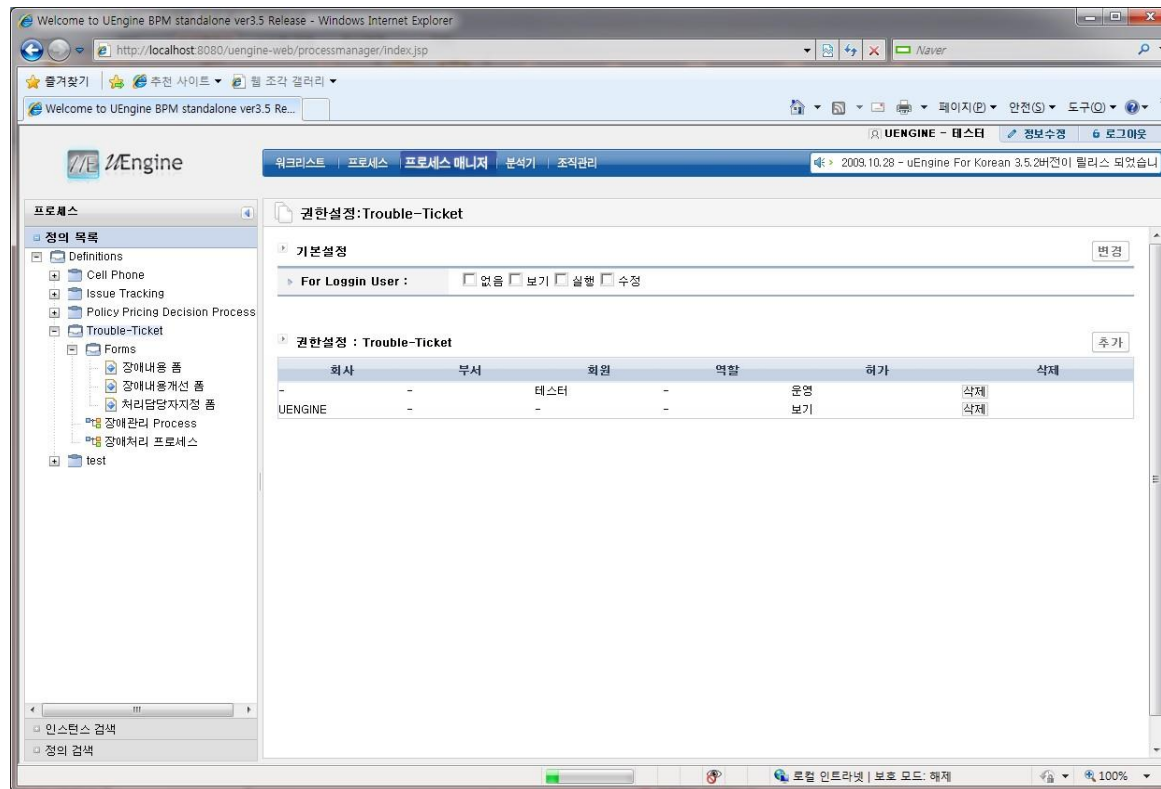 Welcome to UEngine BPM standalone ver3.5 Release - Windows Internet Explorer
http://localhost:8080/uengine-web/processmanager/index.jsp
Naver
즐겨찾기 추천 사이트 웹 조각 갤러리
Welcome to UEngine BPM standalone ver3.5 Re...
페이지(P) 안전(S) 도구(O)
UENGINE - 테스터 정보수정 로그아웃
UEngine
워크리스트 프로세스 프로세스 매니저 분석기 조직관리
2009.10.28 - uEngine For Korean 3.5.2버전이 릴리스 되었습니
프로세스
권한설정:Trouble-Ticket
정의 목록
Definitions
Cell Phone
Issue Tracking
Policy Pricing Decision Process
Trouble-Ticket
Forms
장애내용 폼
장애내용개선 폼
처리담당자지정 폼
장애관리 Process
장애처리 프로세스
test
기본설정
변경
For Loggin User : 없음 보기 실행 수정
권한설정 : Trouble-Ticket
추가
회사 부서 회원 역할 허가 삭제
- - 테스터 - 운영 삭제
UENGINE - - - 보기 삭제
인스턴스 검색
정의 검색
로컬 인트라넷 | 보호 모드: 해제
100%